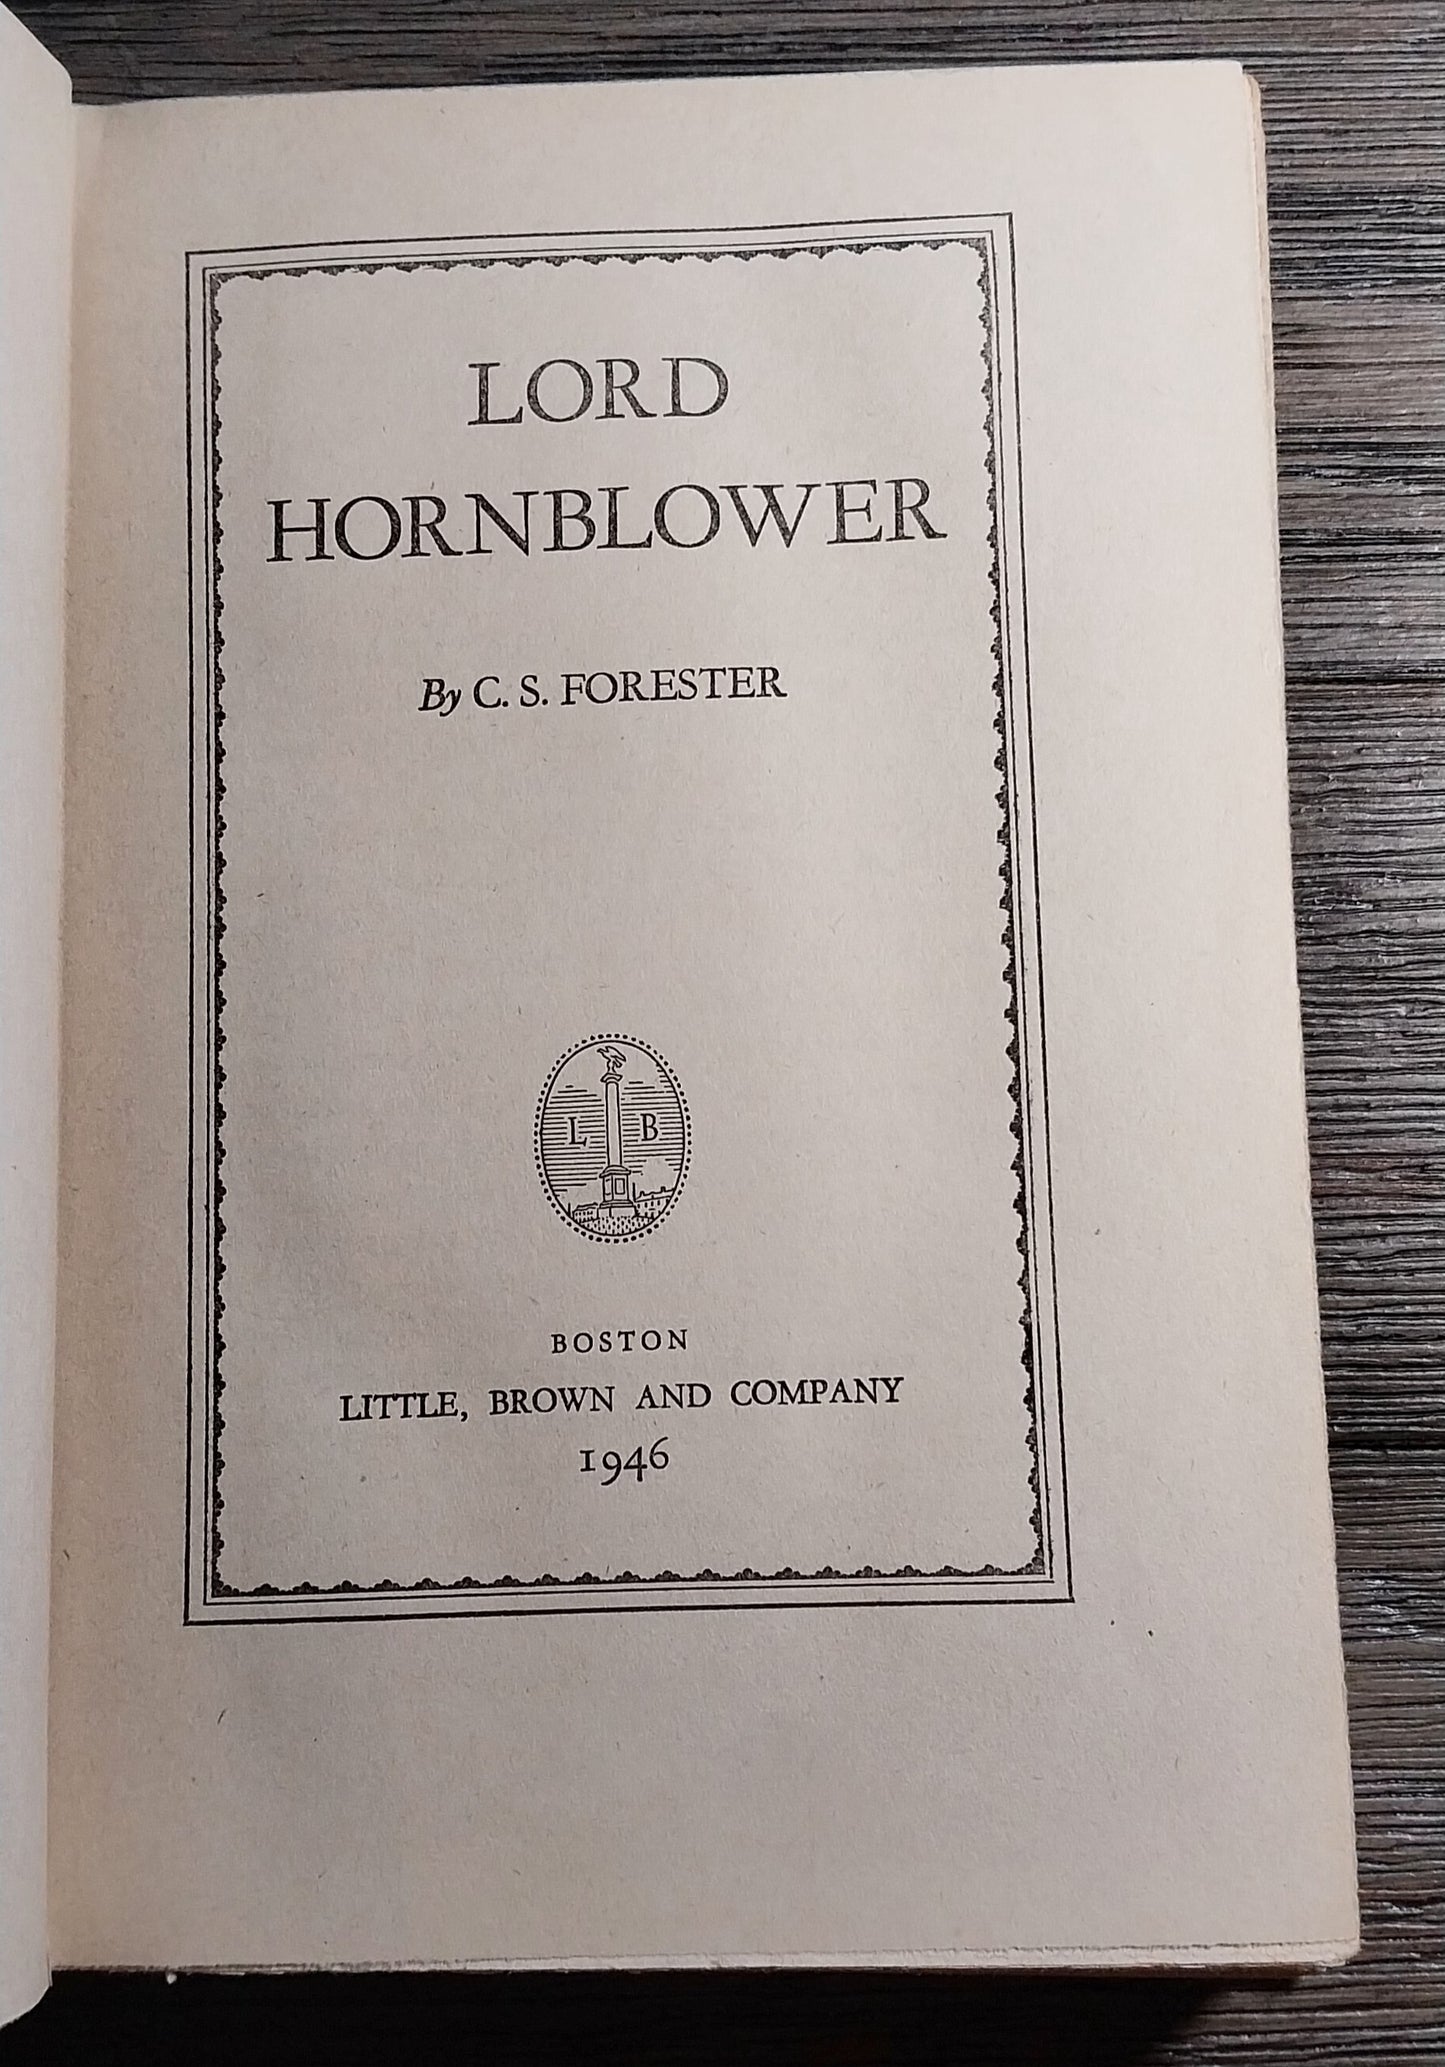 LORD
HORNBLOWER
By C. S. FORESTER
L B
BOSTON
LITTLE, BROWN AND COMPANY
1946